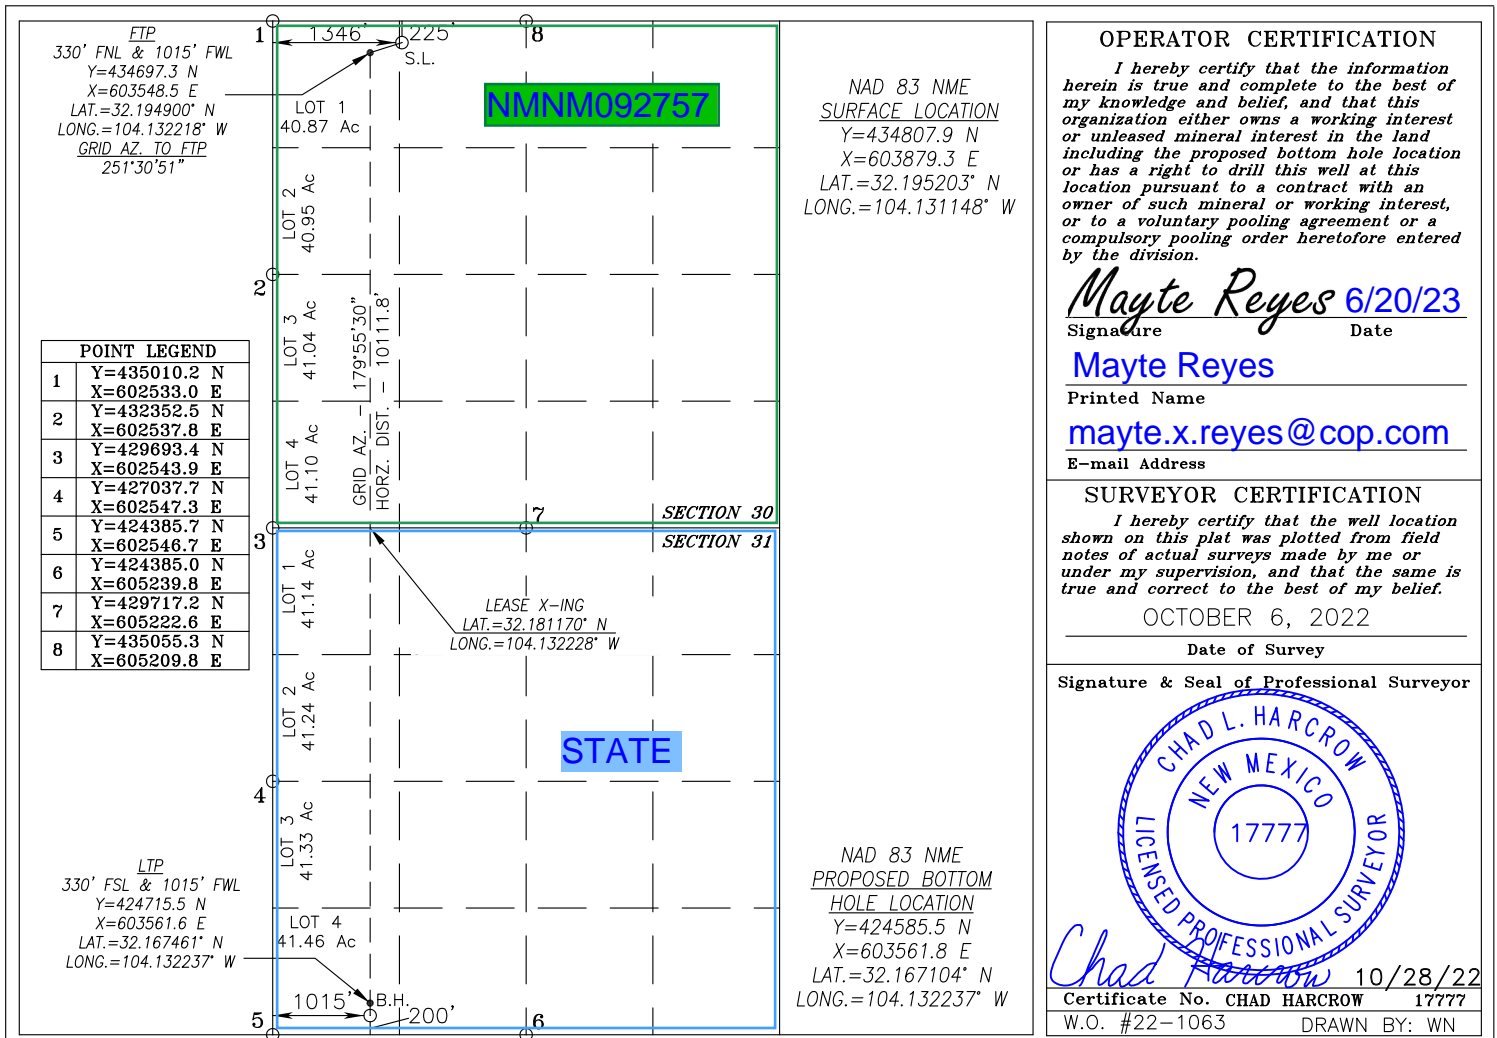 FTP
330' FNL & 1015' FWL
Y=434697.3 N
X=603548.5 E
LAT.=32.194900° N
LONG.=104.132218° W
GRID AZ. TO FTP
251°30'51"
1
1346'
225'
8
S.L.
LOT 1
40.87 Ac
NMNM092757
LOT 2
40.95 Ac
2
LOT 3
41.04 Ac
GRID AZ. – 179°55'30"
HORZ. DIST. – 10111.8'
LOT 4
41.10 Ac
7
SECTION 30
3
SECTION 31
LOT 1
41.14 Ac
LEASE X-ING
LAT.=32.181170° N
LONG.=104.132228° W
LOT 2
41.24 Ac
STATE
4
LOT 3
41.33 Ac
LOT 4
41.46 Ac
1015'
B.H.
200'
5
6
POINT LEGEND
1 Y=435010.2 N
X=602533.0 E
2 Y=432352.5 N
X=602537.8 E
3 Y=429693.4 N
X=602543.9 E
4 Y=427037.7 N
X=602547.3 E
5 Y=424385.7 N
X=602546.7 E
6 Y=424385.0 N
X=605239.8 E
7 Y=429717.2 N
X=605222.6 E
8 Y=435055.3 N
X=605209.8 E
LTP
330' FSL & 1015' FWL
Y=424715.5 N
X=603561.6 E
LAT.=32.167461° N
LONG.=104.132237° W
NAD 83 NME
SURFACE LOCATION
Y=434807.9 N
X=603879.3 E
LAT.=32.195203° N
LONG.=104.131148° W
NAD 83 NME
PROPOSED BOTTOM
HOLE LOCATION
Y=424585.5 N
X=603561.8 E
LAT.=32.167104° N
LONG.=104.132237° W
OPERATOR CERTIFICATION
I hereby certify that the information
herein is true and complete to the best of
my knowledge and belief, and that this
organization either owns a working interest
or unleased mineral interest in the land
including the proposed bottom hole location
or has a right to drill this well at this
location pursuant to a contract with an
owner of such mineral or working interest,
or to a voluntary pooling agreement or a
compulsory pooling order heretofore entered
by the division.
Mayte Reyes 6/20/23
Signature Date
Mayte Reyes
Printed Name
mayte.x.reyes@cop.com
E-mail Address
SURVEYOR CERTIFICATION
I hereby certify that the well location
shown on this plat was plotted from field
notes of actual surveys made by me or
under my supervision, and that the same is
true and correct to the best of my belief.
OCTOBER 6, 2022
Date of Survey
Signature & Seal of Professional Surveyor
CHAD L. HARCROW
NEW MEXICO
17777
LICENSED PROFESSIONAL SURVEYOR
Chad Harcrow 10/28/22
Certificate No. CHAD HARCROW 17777
W.O. #22-1063 DRAWN BY: WN